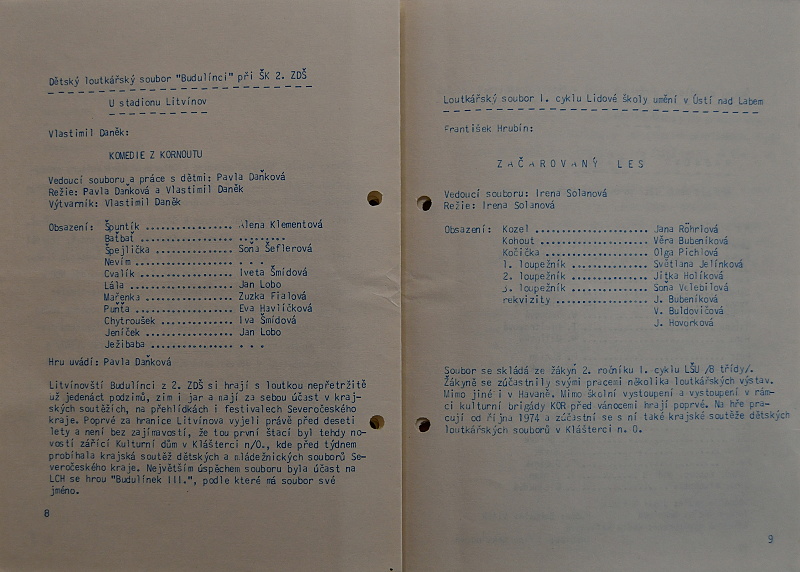 Dětský loutkářský soubor "Budulínci" při ŠK 2. ZDŠ
U stadionu Litvínov
Vlastimil Daněk:
KOMEDIE Z KORNOUTU
Vedoucí souboru a práce s dětmi: Pavla Daňková
Režie: Pavla Daňková a Vlastimil Daněk
Výtvarník: Vlastimil Daněk
Obsazení: Špuntík ................ Alena Klementová
Baťbať ................ ........
Špejlička ............. Soňa Šeflerová
Nevím ................. . . .
Cvalík ................ Iveta Šmídová
Lála .................. Jan Lobo
Mařenka ............... Zuzka Fialová
Punťa ................. Eva Havlíčková
Chytroušek ............ Iva Šmídová
Jeníček ............... Jan Lobo
Ježibaba .............. . . .
Hru uvádí: Pavla Daňková
Litvínovští Budulínci z 2. ZDŠ si hrají s loutkou nepřetržitě
už jedenáct podzimů, zim i jar a mají za sebou účast v kraj-
ských soutěžích, na přehlídkách i festivalech Severočeského
kraje. Poprvé za hranice Litvínova vyjeli právě před deseti
lety a není bez zajímavosti, že tou první štací byl tehdy no-
vostí zářící Kulturní dům v Klášterci n/O., kde před týdnem
probíhala krajská soutěž dětských a mládežnických souborů Se-
veročeského kraje. Největším úspěchem souboru byla účast na
LCH se hrou "Budulínek III.", podle které má soubor své
jméno.
8
Loutkářský soubor I. cyklu Lidové školy umění v Ústí nad Labem
František Hrubín:
ZAČAROVANÝ LES
Vedoucí souboru: Irena Solanová
Režie: Irena Solanová
Obsazení: Kozel ..................... Jana Röhrlová
Kohout .................... Věra Bubeníková
Kočička ................... Olga Pichlová
1. loupežník .............. Světlana Jelínková
2. loupežník .............. Jitka Holíková
3. loupežník .............. Soňa Vlebilová
rekvizity ................. J. Bubeníková
V. Buldovičová
J. Hovorková
Soubor se skládá ze žákyň 2. ročníku I. cyklu LŠU /8 třídy/.
Žákyně se zúčastnily svými pracemi několika loutkářských výstav.
Mimo jiné i v Havaně. Mimo školní vystoupení a vystoupení v rám-
ci kulturní brigády KOR před vánocemi hrají poprvé. Na hře pra-
cují od října 1974 a zúčastní se s ní také krajské soutěže dětských
loutkářských souborů v Klášterci n. O.
9